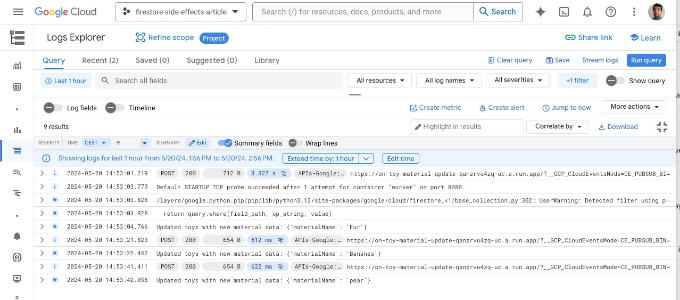 Google Cloud
firestore-side-effects-article
Search (/) for resources, docs, products, and more
Search
Logs Explorer
Refine scope
Project
Share link
Learn
Query
Recent (2)
Saved (0)
Suggested (0)
Library
Clear query
Save
Stream logs
Run query
Last 1 hour
Search all fields
All resources
All log names
All severities
+1 filter
Show query
Log fields
Timeline
Create metric
Create alert
Jump to now
More actions
9 results
Highlight in results
Correlate by
Download
SEVERITY TIME CEST SUMMARY Edit Summary fields Wrap lines
Showing logs for last 1 hour from 5/20/24, 1:56 PM to 5/20/24, 2:56 PM. Extend time by: 1 hour Edit time
2024-05-20 14:53:01.219 POST 200 712 B 3.327 s APIs-Google;… https://on-toy-material-update-qanzrvu4zq-uc.a.run.app/?__GCP_CloudEventsMode=CE_PUBSUB_BIN…
2024-05-20 14:53:03.779 Default STARTUP TCP probe succeeded after 1 attempt for container "worker" on port 8080.
2024-05-20 14:53:03.828 /layers/google.python.pip/pip/lib/python3.12/site-packages/google/cloud/firestore_v1/base_collection.py:302: UserWarning: Detected filter using p…
2024-05-20 14:53:03.828 return query.where(field_path, op_string, value)
2024-05-20 14:53:04.766 Updated toys with new material data: {'materialName': 'Fur'}
2024-05-20 14:53:21.823 POST 200 654 B 612 ms APIs-Google;… https://on-toy-material-update-qanzrvu4zq-uc.a.run.app/?__GCP_CloudEventsMode=CE_PUBSUB_BIN…
2024-05-20 14:53:22.442 Updated toys with new material data: {'materialName': 'Bananas'}
2024-05-20 14:53:41.411 POST 200 654 B 622 ms APIs-Google;… https://on-toy-material-update-qanzrvu4zq-uc.a.run.app/?__GCP_CloudEventsMode=CE_PUBSUB_BIN…
2024-05-20 14:53:42.038 Updated toys with new material data: {'materialName': 'pear'}